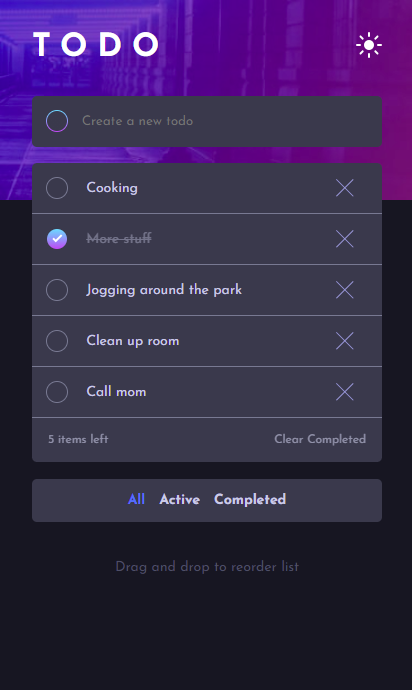 TODO
Create a new todo
Cooking
More stuff
Jogging around the park
Clean up room
Call mom
5 items left Clear Completed
All Active Completed
Drag and drop to reorder list